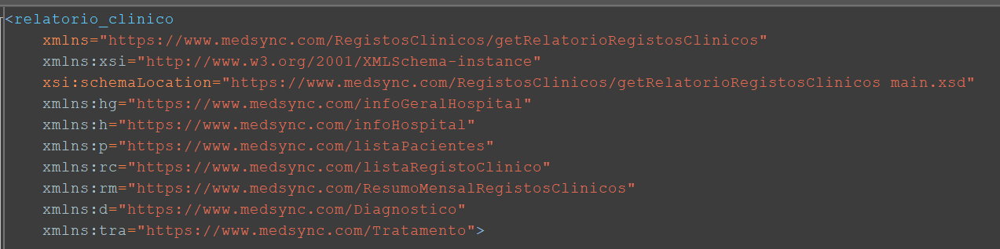 <relatorio_clinico
xmlns="https://www.medsync.com/RegistosClinicos/getRelatorioRegistosClinicos"
xmlns:xsi="http://www.w3.org/2001/XMLSchema-instance"
xsi:schemaLocation="https://www.medsync.com/RegistosClinicos/getRelatorioRegistosClinicos main.xsd"
xmlns:hg="https://www.medsync.com/infoGeralHospital"
xmlns:h="https://www.medsync.com/infoHospital"
xmlns:p="https://www.medsync.com/listaPacientes"
xmlns:rc="https://www.medsync.com/listaRegistoClinico"
xmlns:rm="https://www.medsync.com/ResumoMensalRegistosClinicos"
xmlns:d="https://www.medsync.com/Diagnostico"
xmlns:tra="https://www.medsync.com/Tratamento">